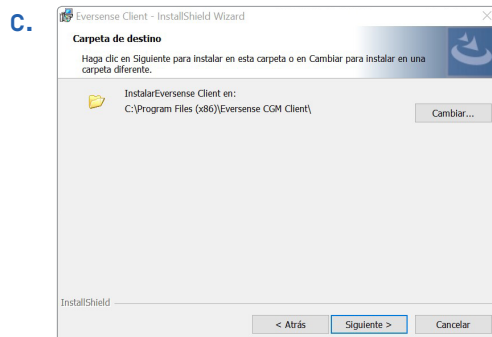 C.
Eversense Client - InstallShield Wizard
Carpeta de destino
Haga clic en Siguiente para instalar en esta carpeta o en Cambiar para instalar en una
carpeta diferente.
InstalarEversense Client en:
C:\Program Files (x86)\Eversense CGM Client\
Cambiar...
InstallShield
< Atrás
Siguiente >
Cancelar